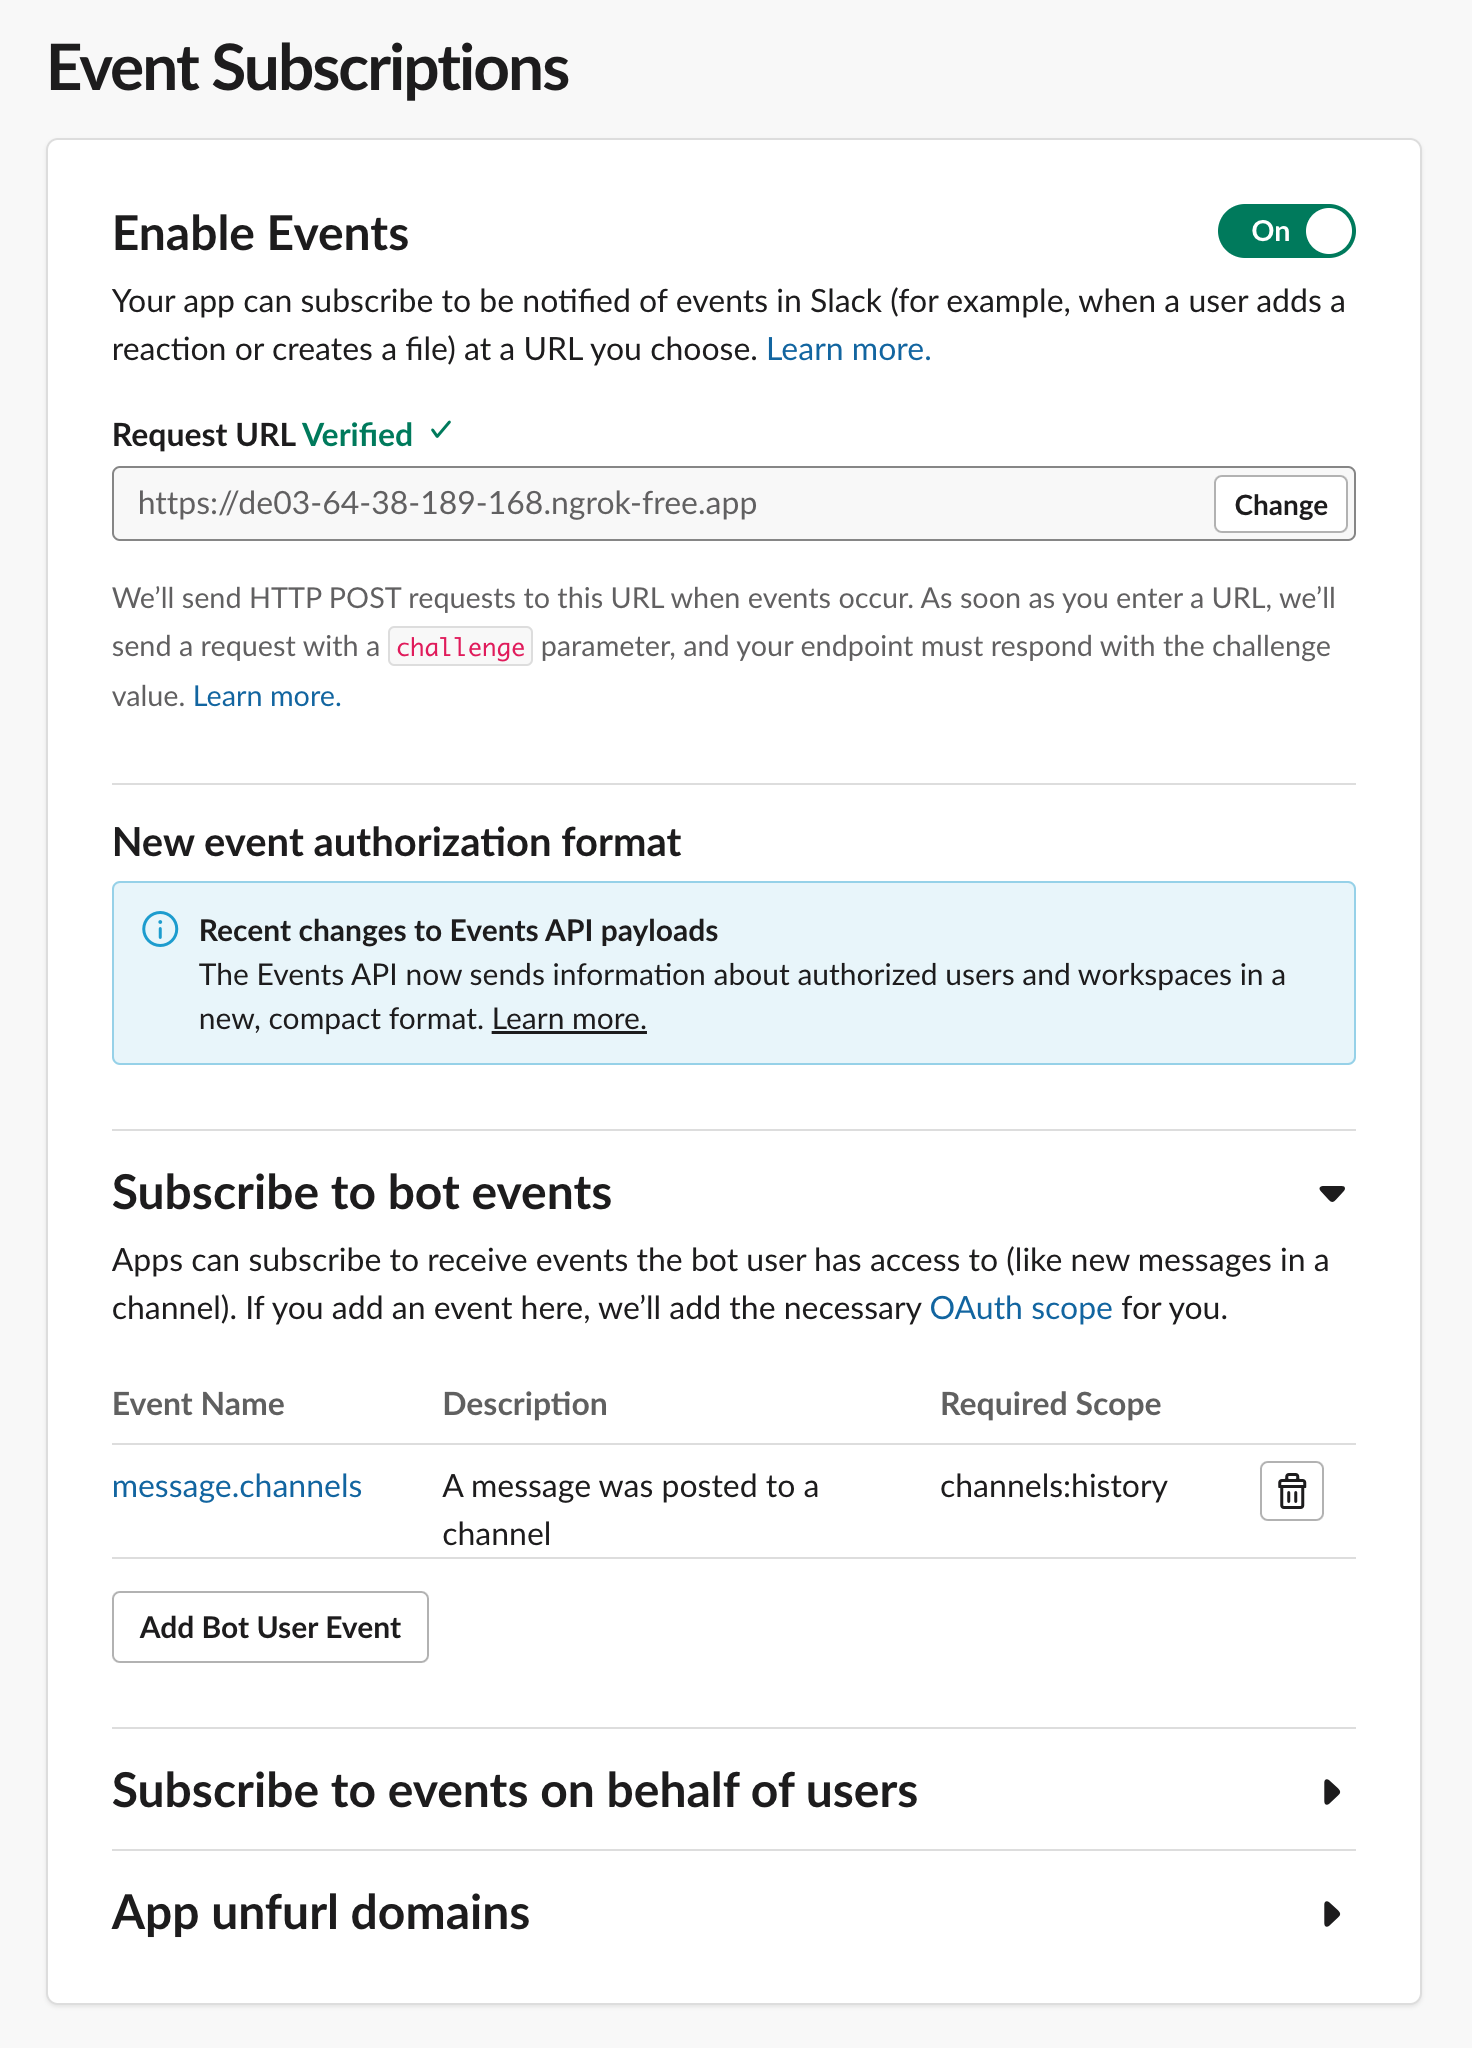 Event Subscriptions
Enable Events
On
Your app can subscribe to be notified of events in Slack (for example, when a user adds a
reaction or creates a file) at a URL you choose. Learn more.
Request URL Verified ✓
https://de03-64-38-189-168.ngrok-free.app
Change
We’ll send HTTP POST requests to this URL when events occur. As soon as you enter a URL, we’ll
send a request with a challenge parameter, and your endpoint must respond with the challenge
value. Learn more.
New event authorization format
Recent changes to Events API payloads
The Events API now sends information about authorized users and workspaces in a
new, compact format. Learn more.
Subscribe to bot events
Apps can subscribe to receive events the bot user has access to (like new messages in a
channel). If you add an event here, we’ll add the necessary OAuth scope for you.
Event Name Description Required Scope
message.channels A message was posted to a channels:history
channel
Add Bot User Event
Subscribe to events on behalf of users
App unfurl domains